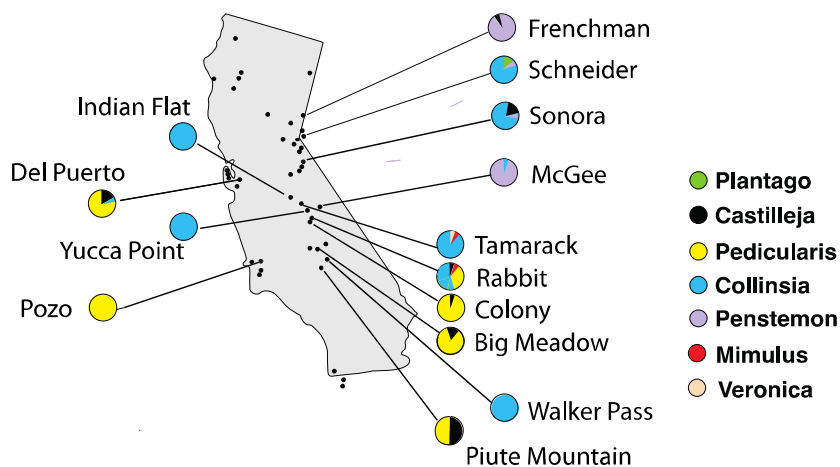 Frenchman
Schneider
Indian Flat
Sonora
Del Puerto
McGee
Plantago
Castilleja
Yucca Point
Tamarack
Pedicularis
Rabbit
Collinsia
Pozo
Colony
Penstemon
Big Meadow
Mimulus
Veronica
Walker Pass
Piute Mountain